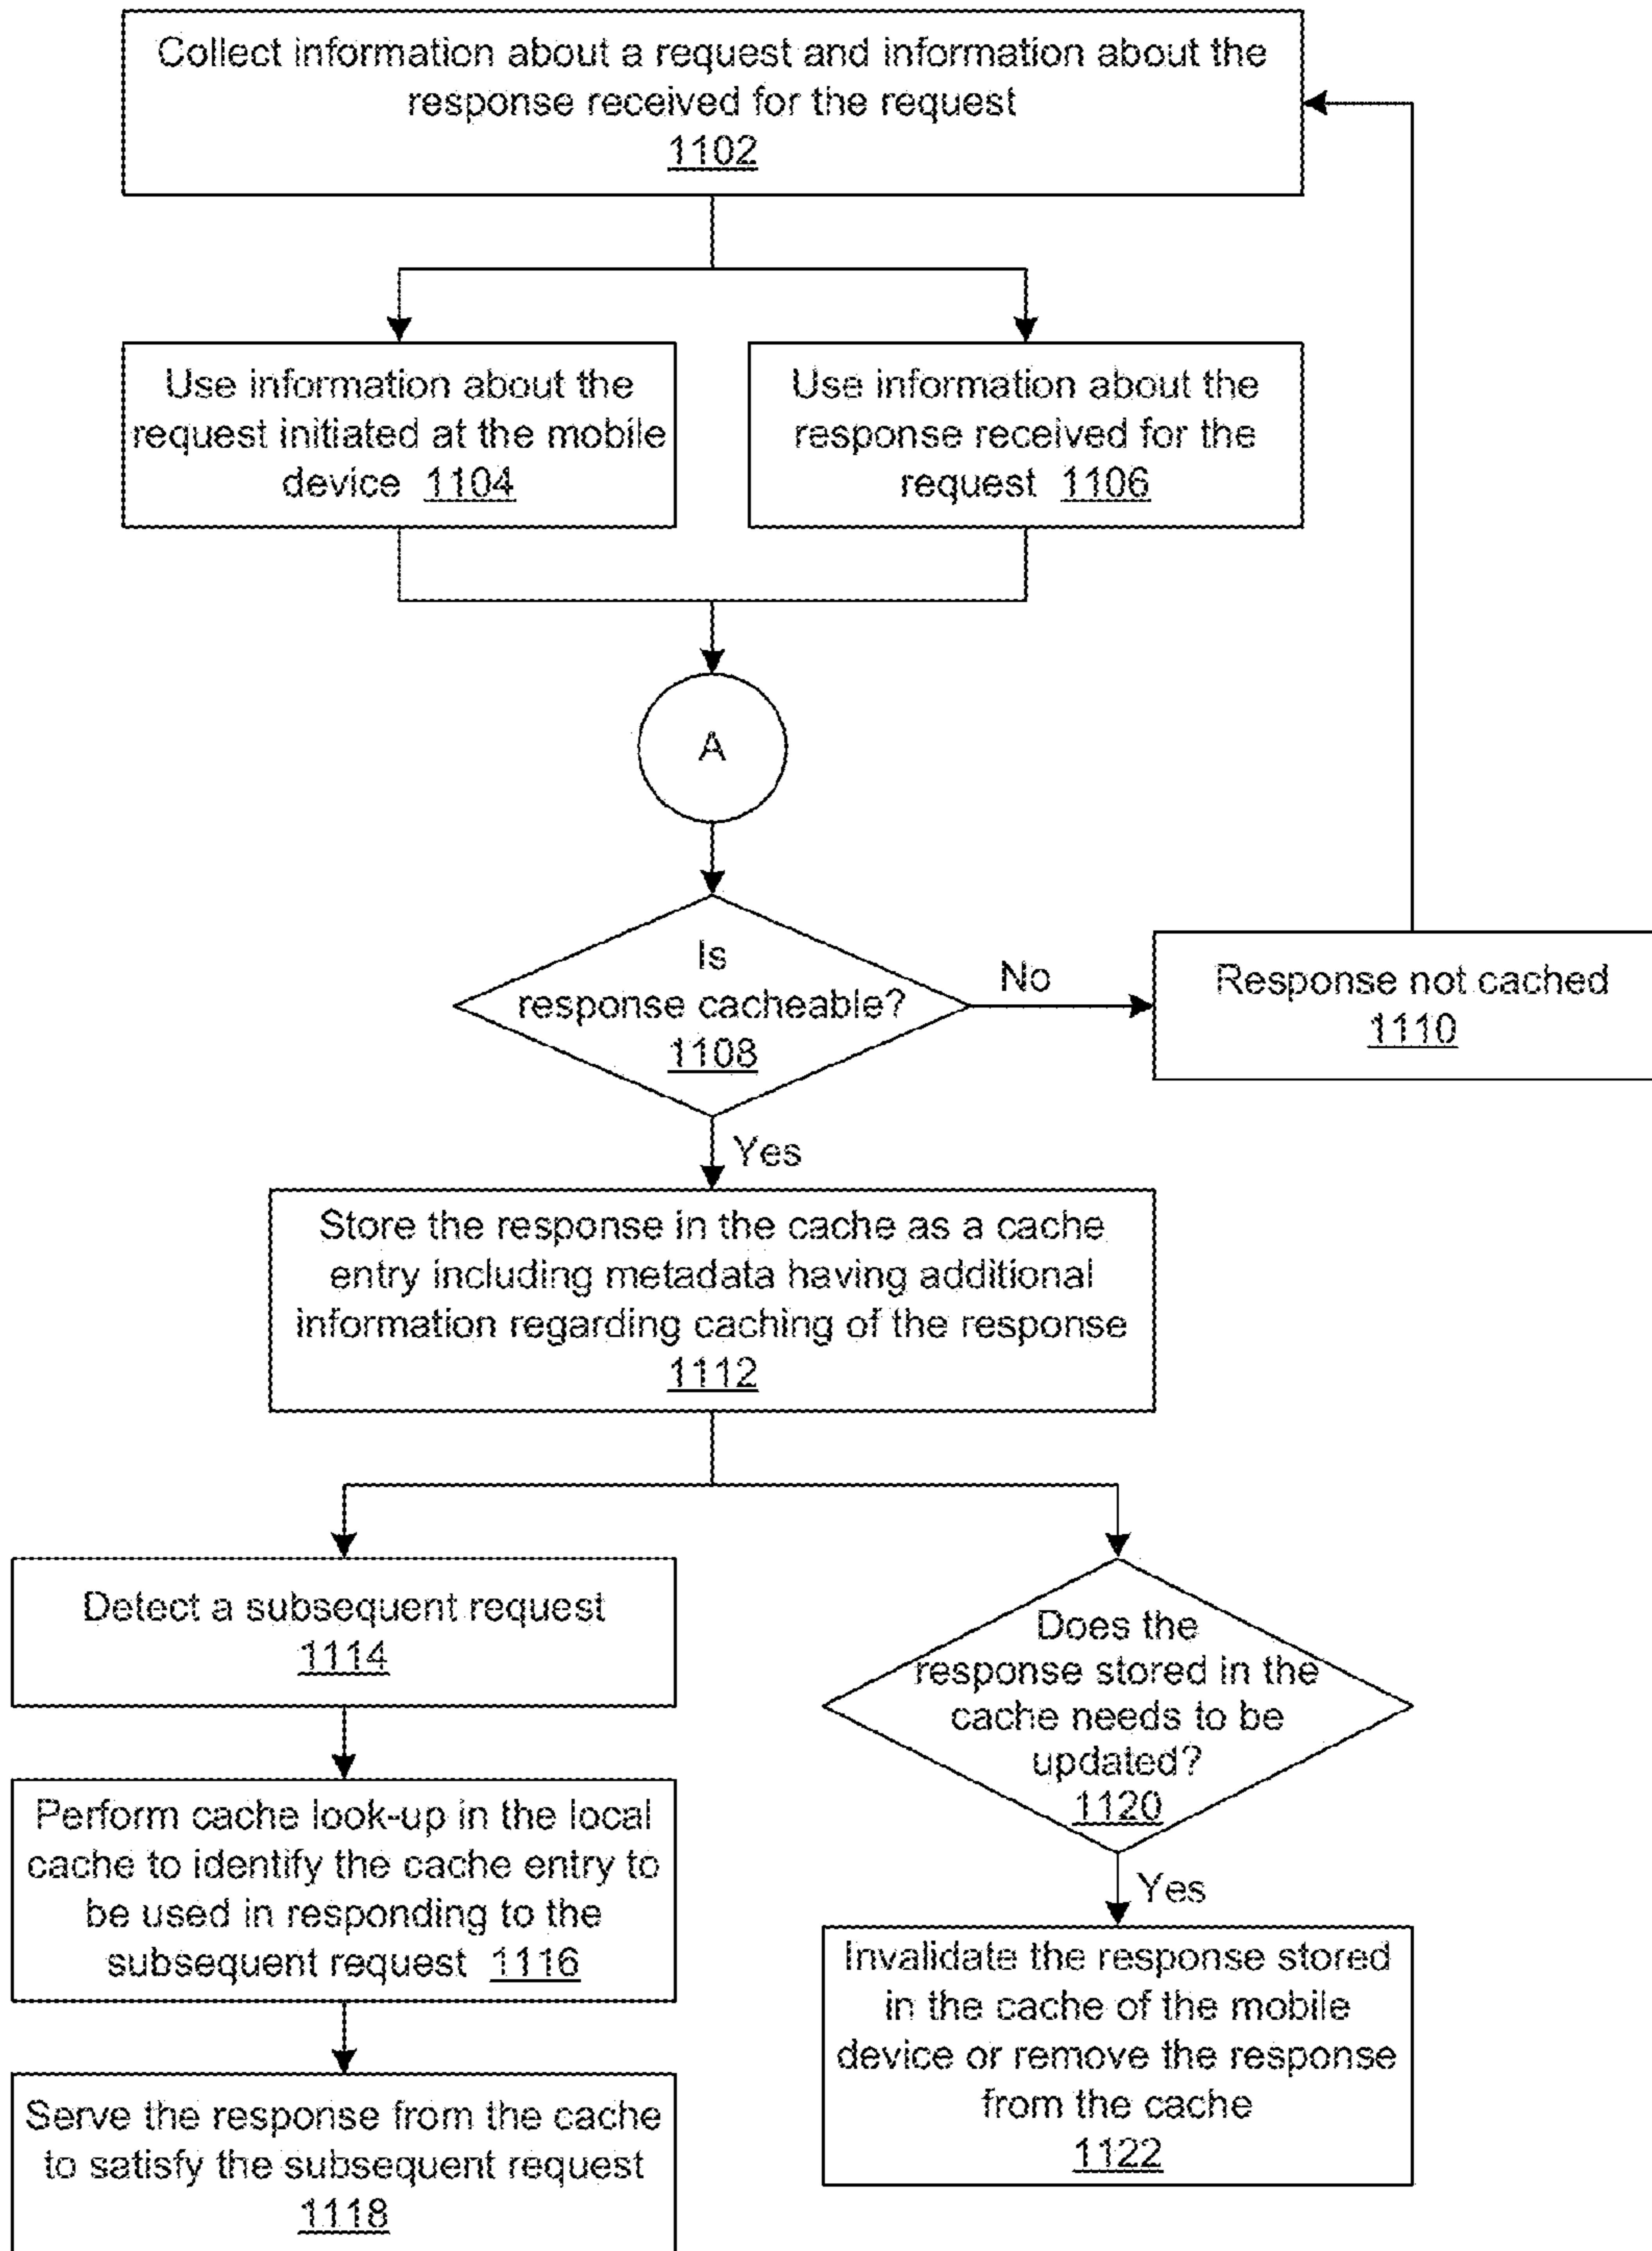 Collect information about a request and information about the
response received for the request
1102
Use information about the
request initiated at the mobile
device 1104
Use information about the
response received for the
request 1106
A
Is
response cacheable?
1108
No
Response not cached
1110
Yes
Store the response in the cache as a cache
entry including metadata having additional
information regarding caching of the response
1112
Detect a subsequent request
1114
Perform cache look-up in the local
cache to identify the cache entry to
be used in responding to the
subsequent request 1116
Serve the response from the cache
to satisfy the subsequent request
1118
Does the
response stored in the
cache needs to be
updated?
1120
Yes
Invalidate the response stored
in the cache of the mobile
device or remove the response
from the cache
1122